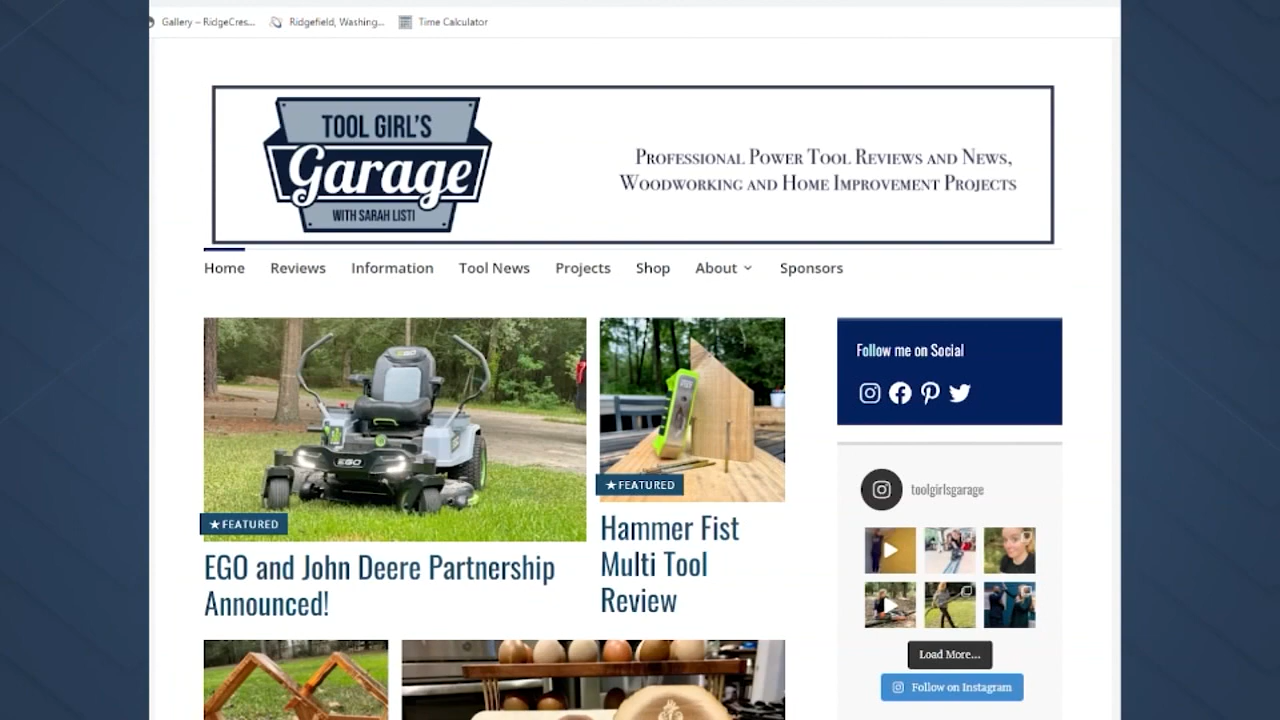 Gallery – RidgeCres...
Ridgefield, Washing...
Time Calculator
TOOL GIRL'S
Garage
WITH SARAH LISTI
Professional Power Tool Reviews and News,
Woodworking and Home Improvement Projects
Home
Reviews
Information
Tool News
Projects
Shop
About
Sponsors
EGO
EGO
★FEATURED
EGO and John Deere Partnership
Announced!
★FEATURED
Hammer Fist
Multi Tool
Review
Follow me on Social
toolgirlsgarage
Load More...
Follow on Instagram